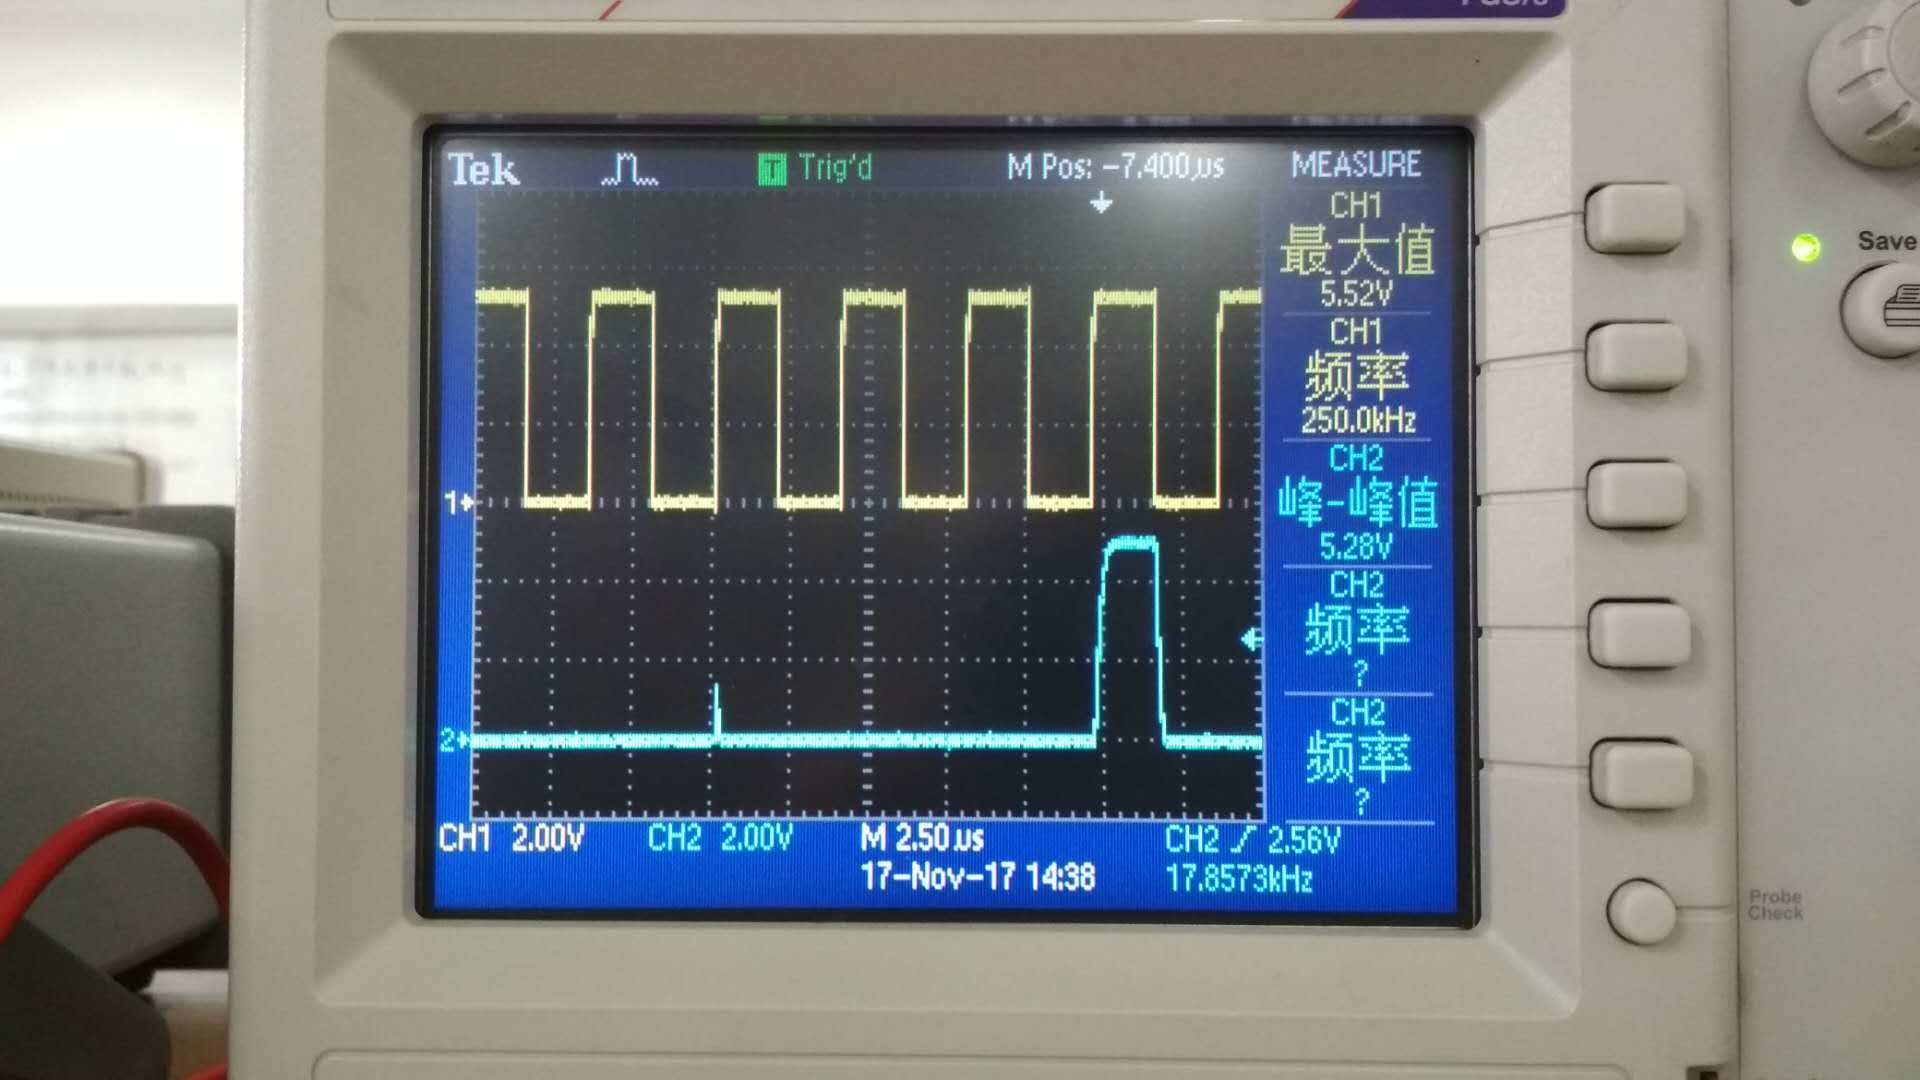 Tek
Trig'd
M Pos: -7.400µs
MEASURE
CH1
最大值
5.52V
CH1
频率
250.0kHz
CH2
峰-峰值
5.28V
CH2
频率
?
CH2
频率
?
1
2
CH1 2.00V
CH2 2.00V
M 2.50µs
CH2
2.56V
17-Nov-17 14:38
17.8573kHz
Save
Probe
Check